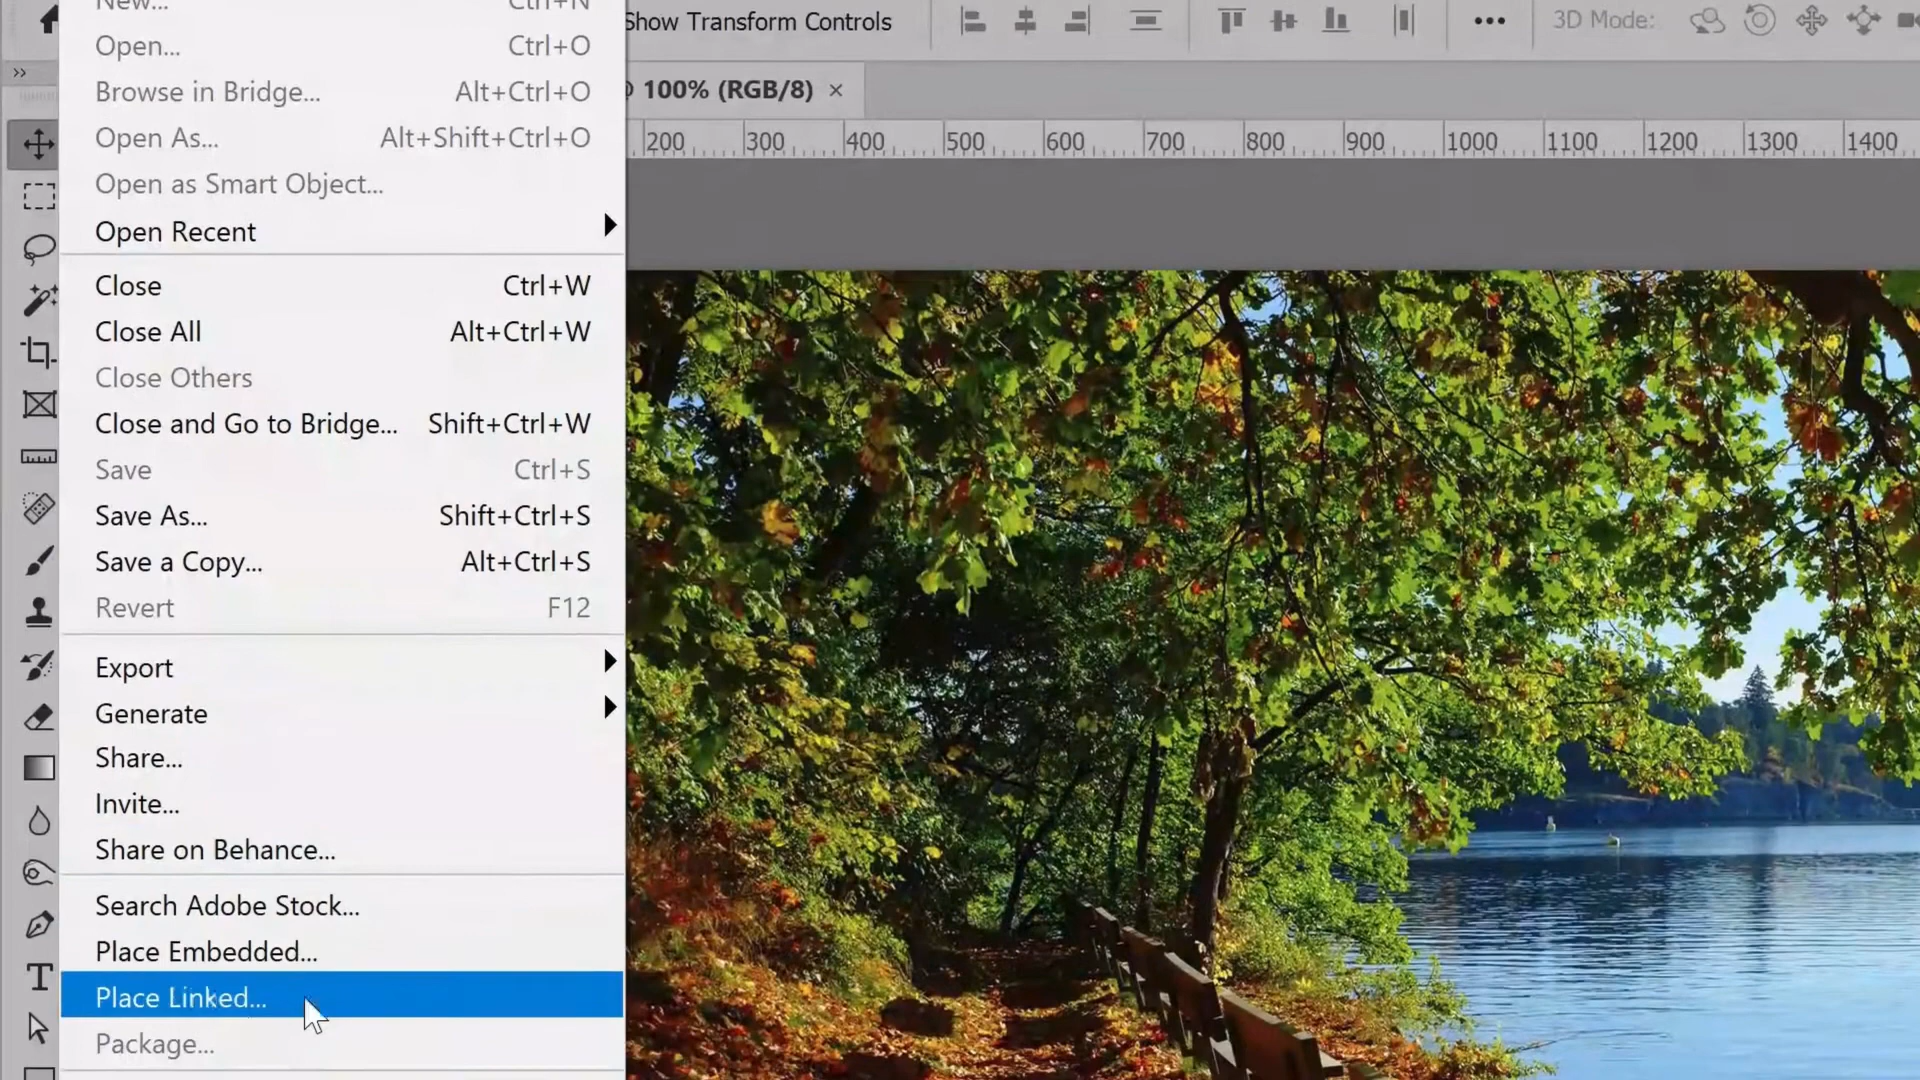 New... Ctrl+N
Show Transform Controls
3D Mode:
Open... Ctrl+O
Browse in Bridge... Alt+Ctrl+O
100% (RGB/8) ×
Open As... Alt+Shift+Ctrl+O
200 300 400 500 600 700 800 900 1000 1100 1200 1300 1400
Open as Smart Object...
Open Recent
Close Ctrl+W
Close All Alt+Ctrl+W
Close Others
Close and Go to Bridge... Shift+Ctrl+W
Save Ctrl+S
Save As... Shift+Ctrl+S
Save a Copy... Alt+Ctrl+S
Revert F12
Export
Generate
Share...
Invite...
Share on Behance...
Search Adobe Stock...
Place Embedded...
Place Linked...
Package...